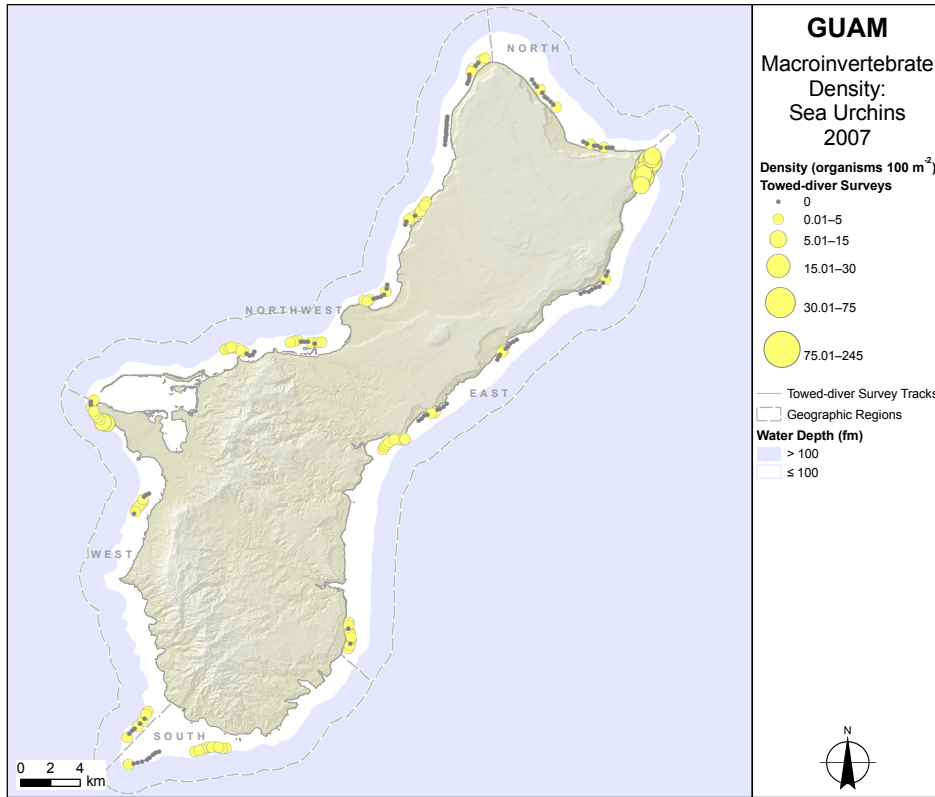 GUAM
Macroinvertebrate
Density:
Sea Urchins
2007
Density (organisms 100 m⁻²)
Towed-diver Surveys
0
0.01–5
5.01–15
15.01–30
30.01–75
75.01–245
Towed-diver Survey Tracks
Geographic Regions
Water Depth (fm)
> 100
≤ 100
N
NORTH
NORTHWEST
EAST
WEST
SOUTH
0 2 4
km